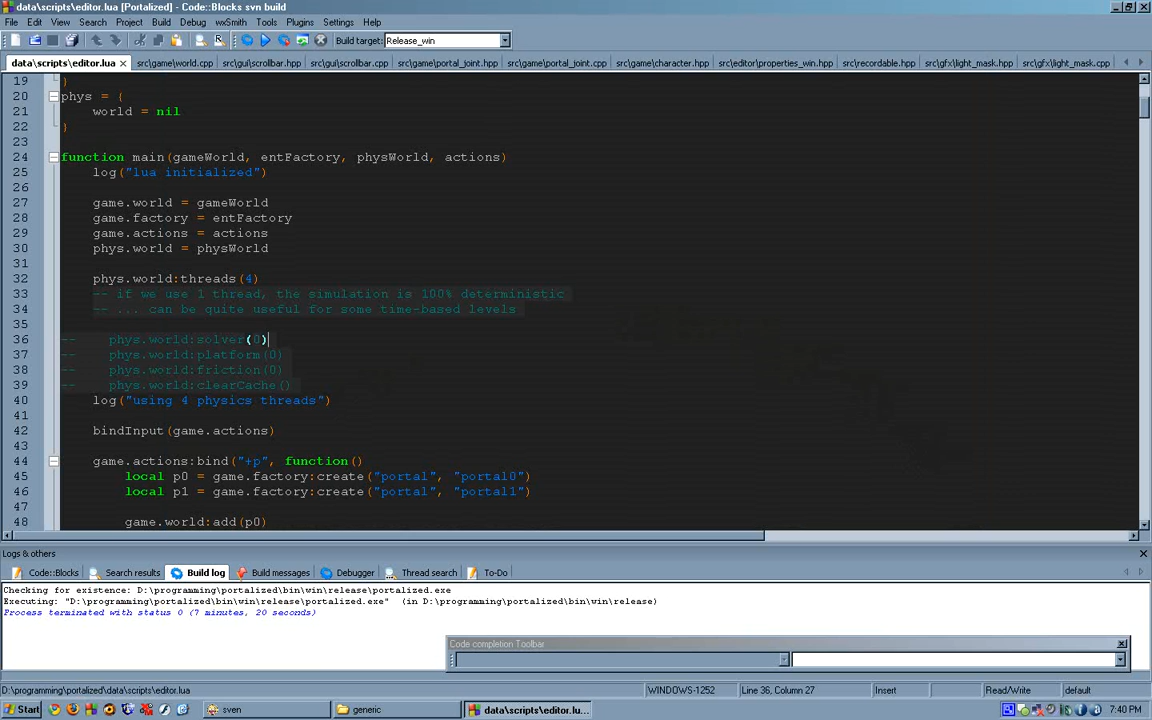 data\scripts\editor.lua [Portalized] - Code::Blocks svn build
File Edit View Search Project Build Debug wxSmith Tools Plugins Settings Help
Build target: Release_win
data\scripts\editor.lua src\game\world.cpp src\gui\scrollbar.hpp src\gui\scrollbar.cpp src\game\portal_joint.hpp src\game\portal_joint.cpp src\game\character.hpp src\editor\properties_win.hpp src\recordable.hpp src\gfx\light_mask.hpp src\gfx\light_mask.cpp
19 }
20 phys = {
21 world = nil
22 }
23
24 function main(gameWorld, entFactory, physWorld, actions)
25 log("lua initialized")
26
27 game.world = gameWorld
28 game.factory = entFactory
29 game.actions = actions
30 phys.world = physWorld
31
32 phys.world:threads(4)
33 -- if we use 1 thread, the simulation is 100% deterministic
34 -- ... can be quite useful for some time-based levels
35
36 -- phys.world:solver(0)
37 -- phys.world:platform(0)
38 -- phys.world:friction(0)
39 -- phys.world:clearCache()
40 log("using 4 physics threads")
41
42 bindInput(game.actions)
43
44 game.actions:bind("+p", function()
45 local p0 = game.factory:create("portal", "portal0")
46 local p1 = game.factory:create("portal", "portal1")
47
48 game.world:add(p0)
Logs & others
Code::Blocks Search results Build log Build messages Debugger Thread search To-Do
Checking for existence: D:\programming\portalized\bin\win\release\portalized.exe
Executing: "D:\programming\portalized\bin\win\release\portalized.exe" (in D:\programming\portalized\bin\win\release)
Process terminated with status 0 (7 minutes, 20 seconds)
Code completion Toolbar
D:\programming\portalized\data\scripts\editor.lua WINDOWS-1252 Line 36, Column 27 Insert Read/Write default
Start sven generic data\scripts\editor.lu... 7:40 PM